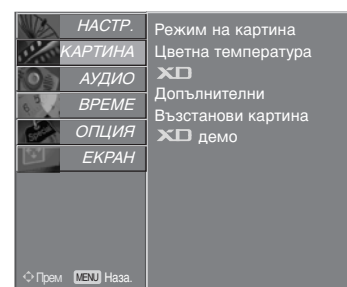 НАСТР.
КАРТИНА
АУДИО
ВРЕМЕ
ОПЦИЯ
ЕКРАН
Прем MENU Наза.
Режим на картина
Цветна температура
XD
Допълнителни
Възстанови картина
XD демо